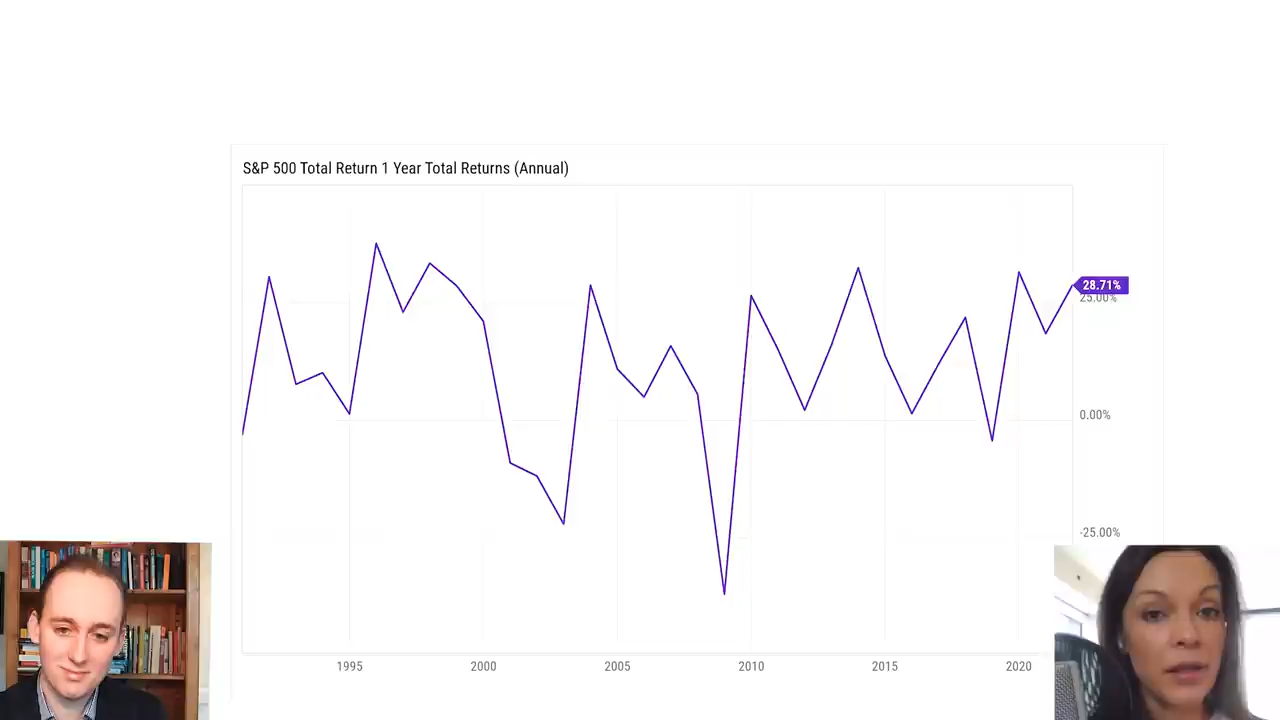 S&P 500 Total Return 1 Year Total Returns (Annual)
28.71%
25.00%
0.00%
-25.00%
1995 2000 2005 2010 2015 2020